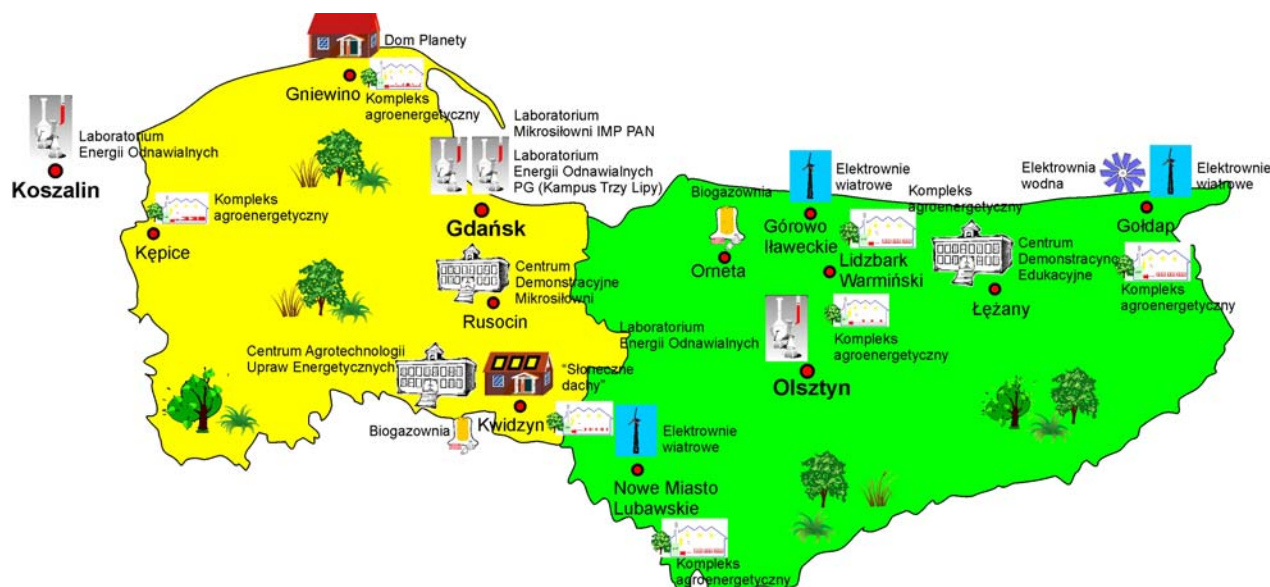 Dom Planety
Gniewino
Kompleks
agroenergetyczny
Laboratorium
Mikrosiłowni IMP PAN
Laboratorium
Energii Odnawialnych
PG (Kampus Trzy Lipy)
Laboratorium
Energii Odnawialnych
Koszalin
Kompleks
agroenergetyczny
Kępice
Gdańsk
Centrum
Demonstracyjne
Mikrosiłowni
Rusocin
Centrum Agrotechnologii
Upraw Energetycznych
"Słoneczne
dachy"
Kwidzyn
Biogazownia
Elektrownie
wiatrowe
Nowe Miasto
Lubawskie
Kompleks
agroenergetyczny
Biogazownia
Orneta
Elektrownie
wiatrowe
Górowo
Iławeckie
Kompleks
agroenergetyczny
Lidzbark
Warmiński
Centrum
Demonstracyjno
Edukacyjne
Łężany
Elektrownia
wodna
Elektrownie
wiatrowe
Gołdap
Kompleks
agroenergetyczny
Laboratorium
Energii Odnawialnych
Kompleks
agroenergetyczny
Olsztyn